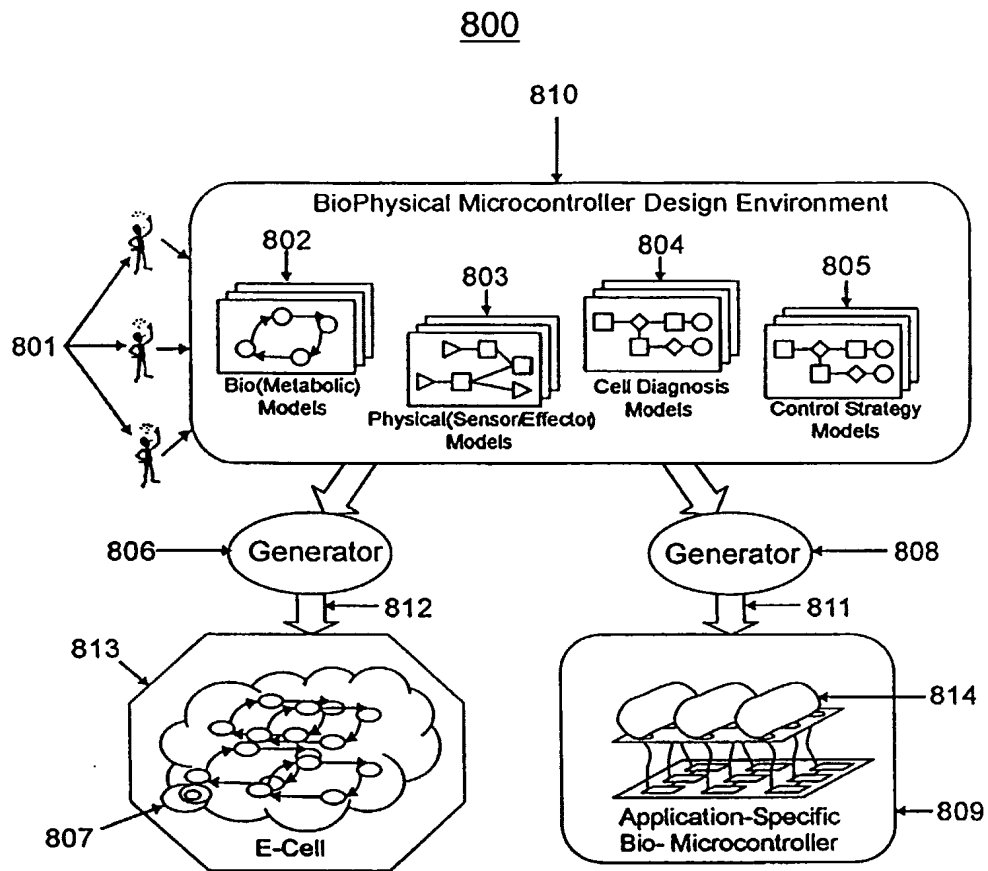 800
810
BioPhysical Microcontroller Design Environment
802
803
804
805
801
Bio(Metabolic)
Models
Physical(Sensor/Effector)
Models
Cell Diagnosis
Models
Control Strategy
Models
806
Generator
Generator
808
812
811
813
814
807
E-Cell
Application-Specific
Bio- Microcontroller
809